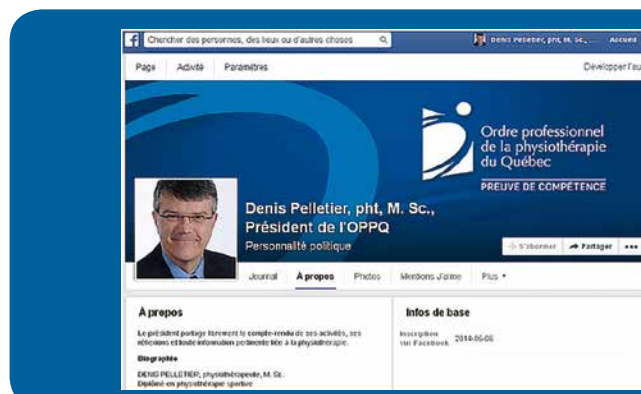 f Chercher des personnes, des lieux ou d'autres choses Denis Pelletier, pht, M. Sc., ... Accueil
Page Activité Paramètres Développer l'au
Ordre professionnel
de la physiothérapie
du Québec
PREUVE DE COMPÉTENCE
Denis Pelletier, pht, M. Sc.,
Président de l'OPPQ
Personnalité politique
S'abonner Partager •••
Journal À propos Photos Mentions J'aime Plus
À propos
Le président partage librement le compte-rendu de ses activités, ses
réflexions et toute information pertinente liée à la physiothérapie.
Biographie
DENIS PELLETIER, physiothérapeute, M. Sc.
Diplômé en physiothérapie sportive
Infos de base
Inscription
sur Facebook 2014-06-06